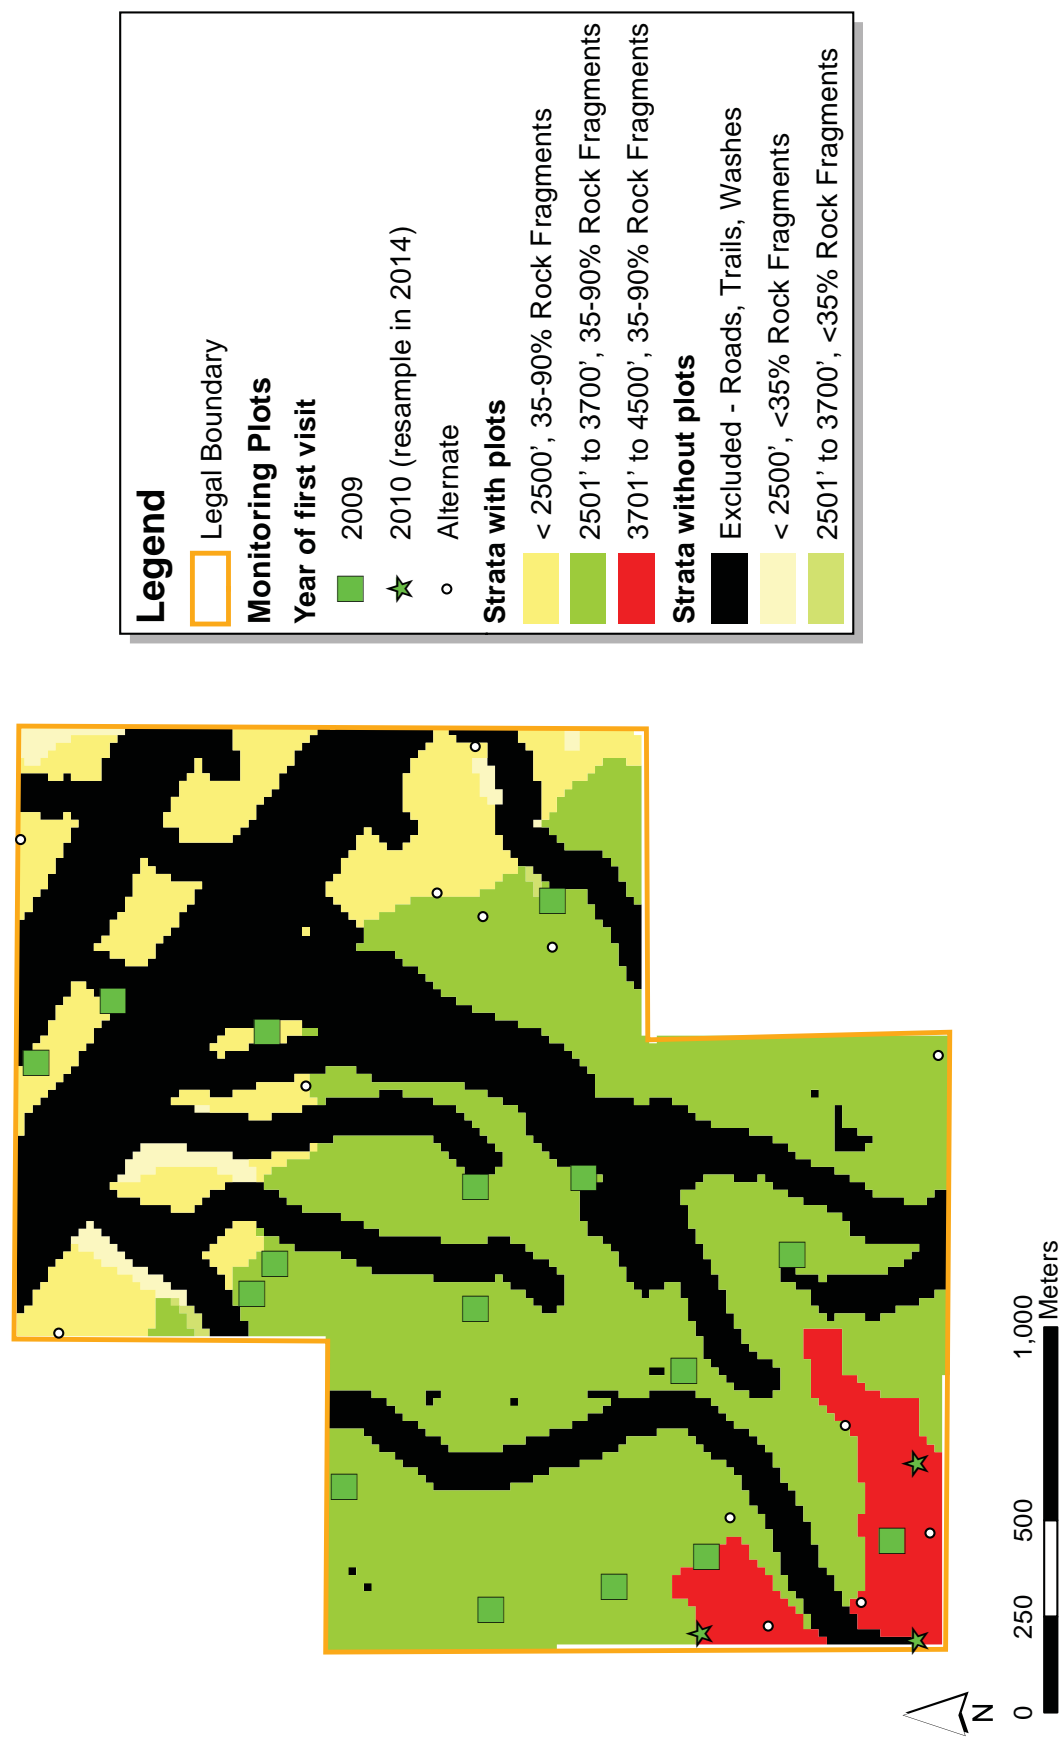 Legend
Legal Boundary
Monitoring Plots
Year of first visit
2009
2010 (resample in 2014)
Alternate
Strata with plots
< 2500’, 35-90% Rock Fragments
2501’ to 3700’, 35-90% Rock Fragments
3701’ to 4500’, 35-90% Rock Fragments
Strata without plots
Excluded - Roads, Trails, Washes
< 2500’, <35% Rock Fragments
2501’ to 3700’, <35% Rock Fragments
N
0 250 500 1,000
Meters